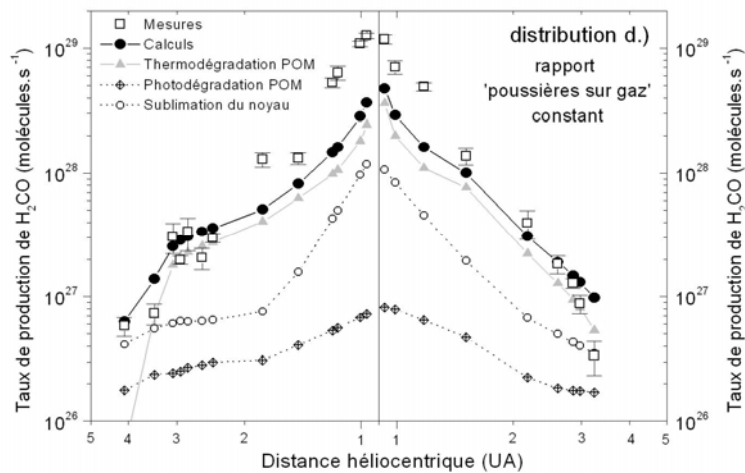 Taux de production de H₂CO (molécules.s⁻¹)
10²⁹
10²⁸
10²⁷
10²⁶
Mesures
Calculs
Thermodégradation POM
Photodégradation POM
Sublimation du noyau
distribution d.)
rapport
'poussières sur gaz'
constant
10²⁹
10²⁸
10²⁷
10²⁶
Taux de production de H₂CO (molécules.s⁻¹)
5 4 3 2 1 1 2 3 4 5
Distance héliocentrique (UA)